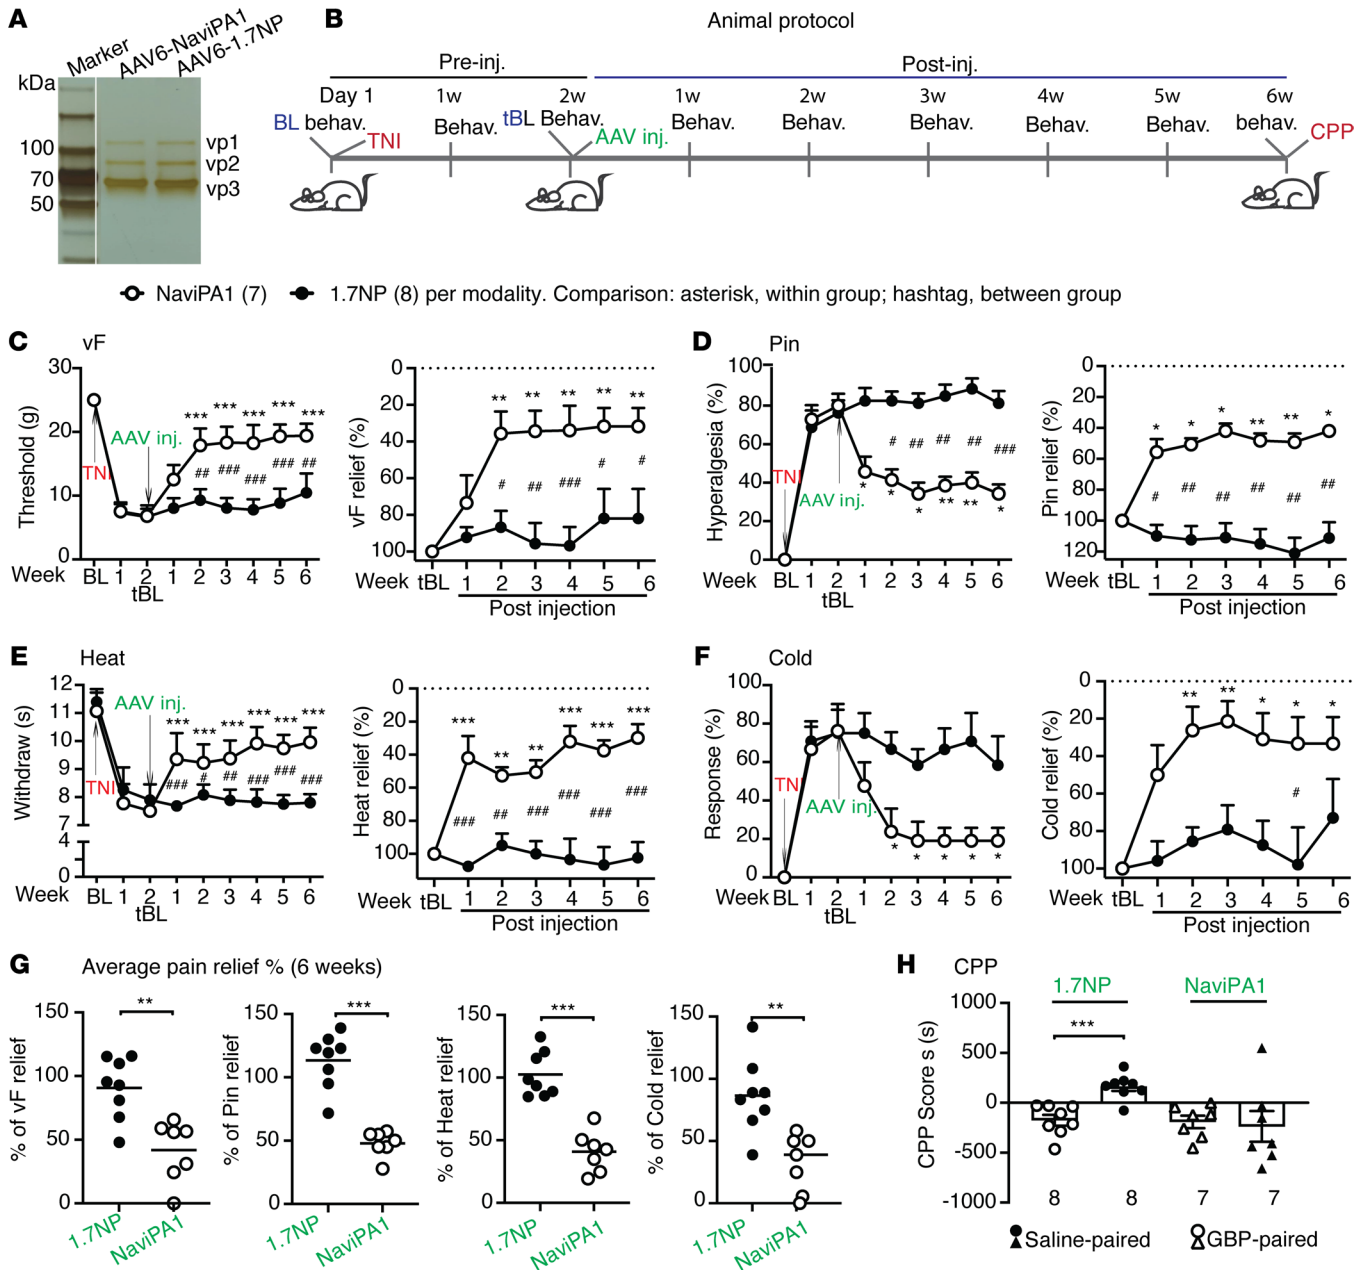 A
Marker
AAV6-NaviPA1
AAV6-1.7NP
kDa
100
70
50
vp1
vp2
vp3
B
Animal protocol
Pre-inj.
Post-inj.
Day 1
1w
2w
1w
2w
3w
4w
5w
6w
BL behav.
TNI
Behav.
tBL Behav.
AAV inj.
Behav.
Behav.
Behav.
Behav.
Behav.
behav.
CPP
NaviPA1 (7)
1.7NP (8) per modality. Comparison: asterisk, within group; hashtag, between group
C
vF
Threshold (g)
30
20
10
0
TNI
AAV inj.
*** *** *** *** ***
## ### ### ### ##
Week BL 1 2 1 2 3 4 5 6
tBL
vF relief (%)
0
20
40
60
80
100
** ** ** ** **
# ## ### # #
Week tBL 1 2 3 4 5 6
Post injection
D
Pin
Hyperalgesia (%)
100
80
60
40
20
0
TNI
AAV inj.
# ## ## ## ###
* * * ** ** *
Week BL 1 2 1 2 3 4 5 6
tBL
Pin relief (%)
0
20
40
60
80
100
120
* * * ** ** *
# ## ## ## ## ##
Week tBL 1 2 3 4 5 6
Post injection
E
Heat
Withdraw (s)
12
11
10
9
8
7
4
0
TNI
AAV inj.
*** *** *** *** *** ***
### # ## ### ### ###
Week BL 1 2 1 2 3 4 5 6
tBL
Heat relief (%)
0
20
40
60
80
100
*** ** ** *** *** ***
### ## ### ### ### ###
Week tBL 1 2 3 4 5 6
Post injection
F
Cold
Response (%)
100
80
60
40
20
0
TNI
AAV inj.
* * * * *
Week BL 1 2 1 2 3 4 5 6
tBL
Cold relief (%)
0
20
40
60
80
100
** ** * * *
#
Week tBL 1 2 3 4 5 6
Post injection
G
Average pain relief % (6 weeks)
% of vF relief
150
100
50
0
**
1.7NP
NaviPA1
% of Pin relief
150
100
50
0
***
1.7NP
NaviPA1
% of Heat relief
150
100
50
0
***
1.7NP
NaviPA1
% of Cold relief
150
100
50
0
**
1.7NP
NaviPA1
H
CPP
1.7NP
NaviPA1
CPP Score s (s)
1000
500
0
-500
-1000
***
8 8 7 7
Saline-paired
GBP-paired